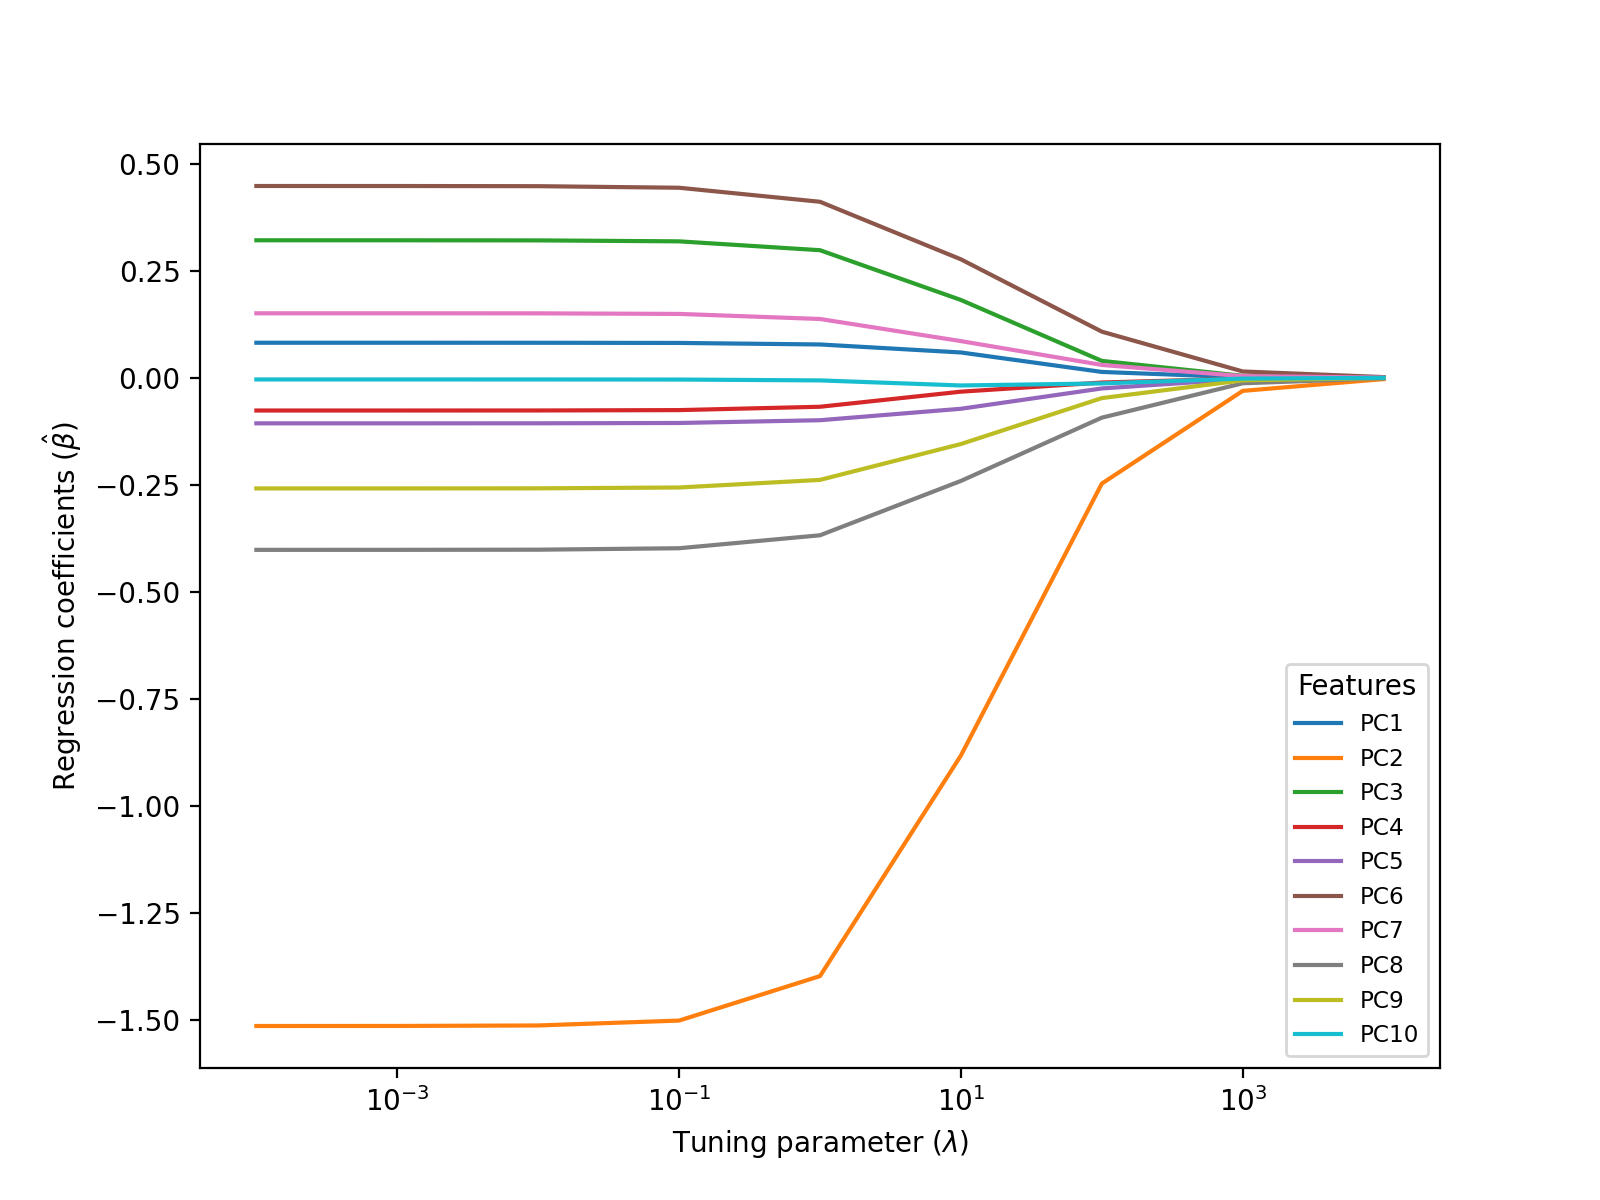 0.50
0.25
0.00
−0.25
−0.50
−0.75
−1.00
−1.25
−1.50
Regression coefficients (β̂)
10⁻³ 10⁻¹ 10¹ 10³
Tuning parameter (λ)
Features
PC1
PC2
PC3
PC4
PC5
PC6
PC7
PC8
PC9
PC10